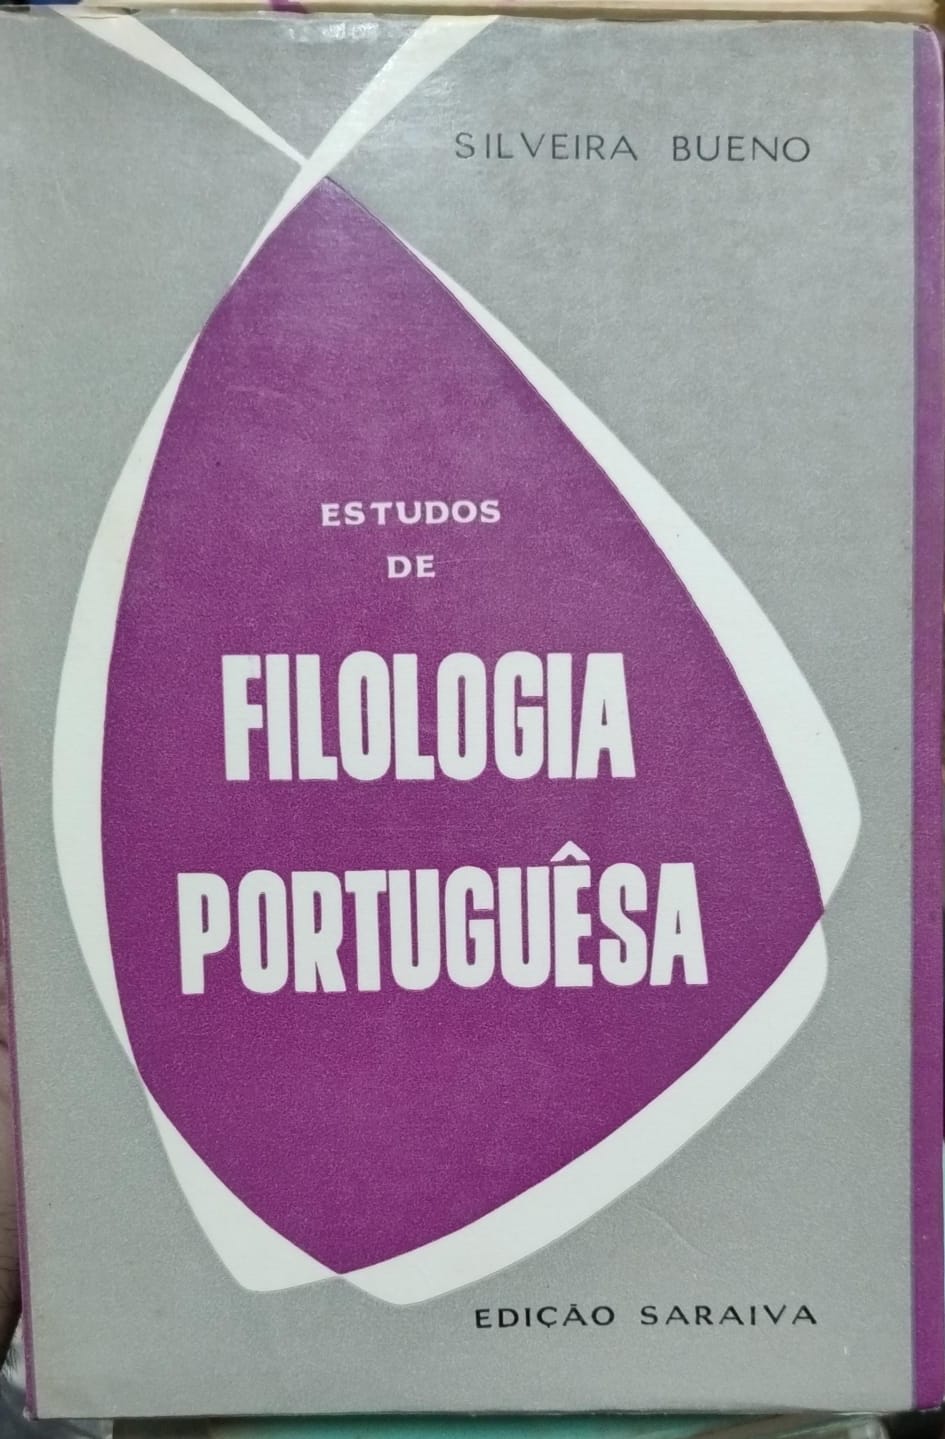 SILVEIRA BUENO
ESTUDOS
DE
FILOLOGIA
PORTUGUÊSA
EDIÇÃO SARAIVA